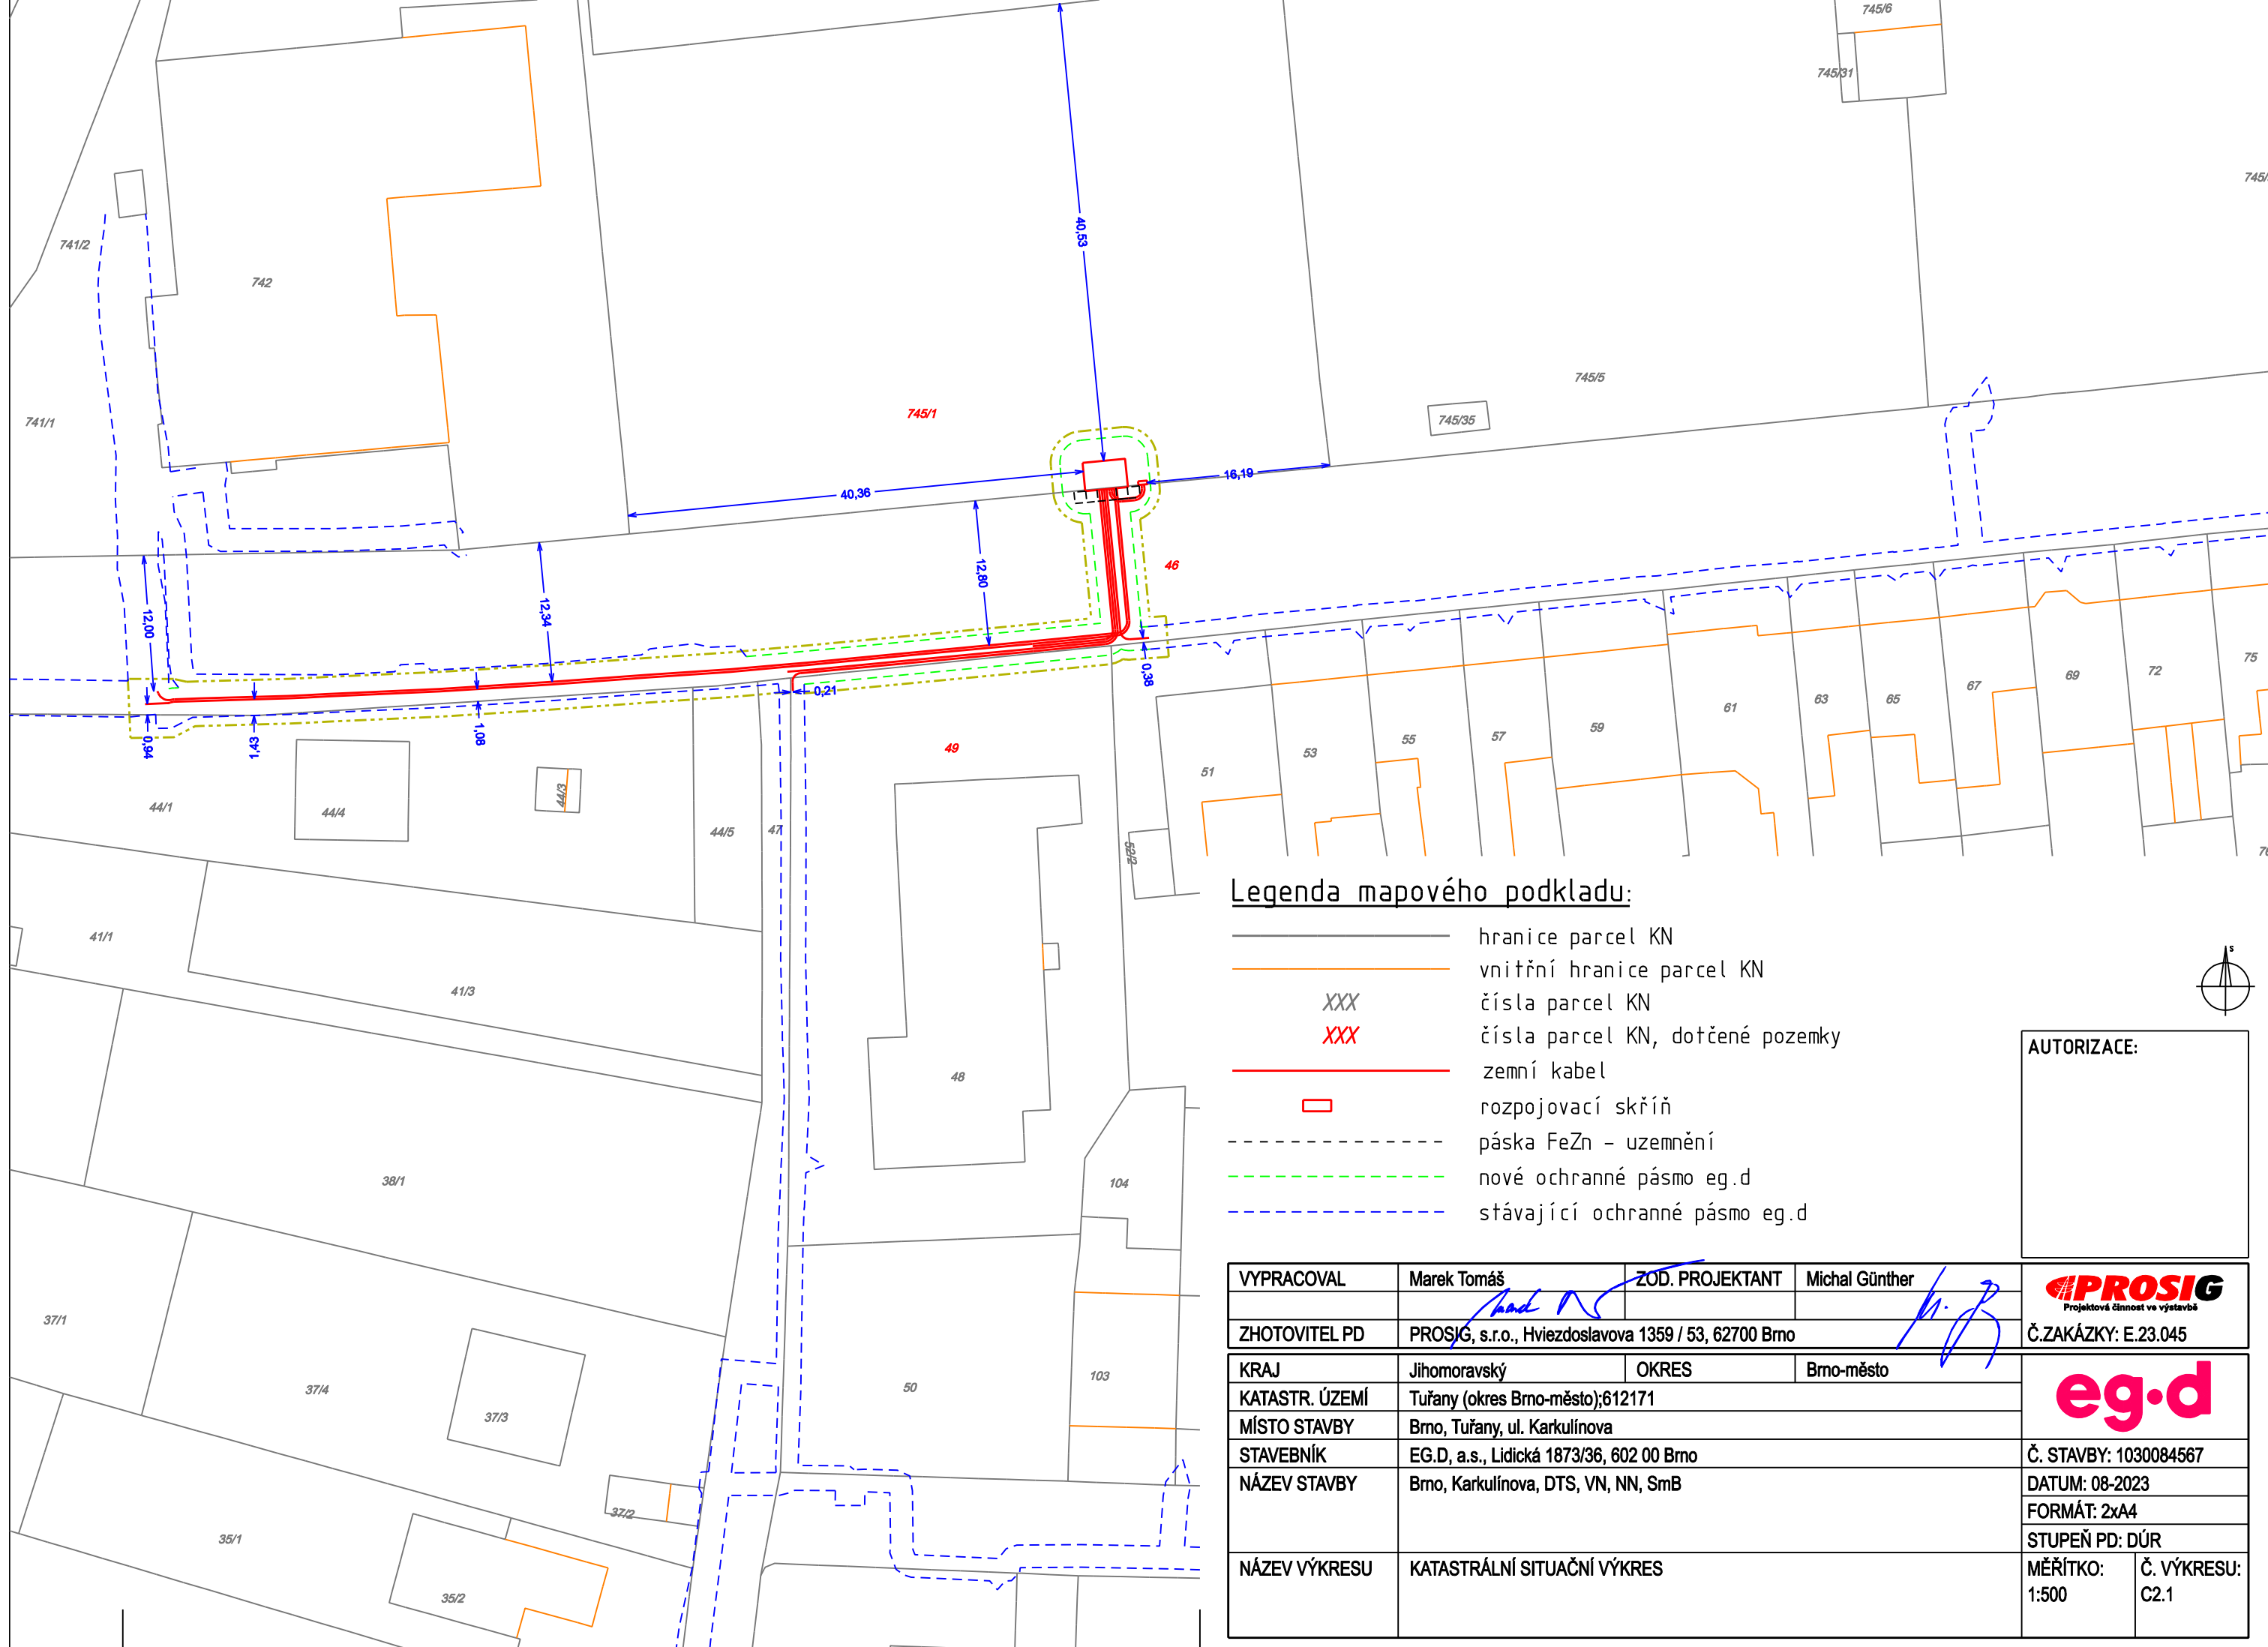 745/6
745/31
745/
741/2
742
40,53
741/1
745/1
745/5
745/35
40,36
16,19
46
12,80
12,34
12,00
0,38
0,21
0,94
1,43
1,08
49
51
53
55
57
59
61
63
65
67
69
72
75
44/1
44/4
44/3
44/5
47
52/2
41/1
41/3
48
104
38/1
37/1
37/4
37/3
50
103
37/2
35/1
35/2
Legenda mapového podkladu:
hranice parcel KN
vnitřní hranice parcel KN
XXX čísla parcel KN
XXX čísla parcel KN, dotčené pozemky
zemní kabel
rozpojovací skříň
páska FeZn - uzemnění
nové ochranné pásmo eg.d
stávající ochranné pásmo eg.d
S
AUTORIZACE:
VYPRACOVAL Marek Tomáš ZOD. PROJEKTANT Michal Günther
PROSIG
Projektová činnost ve výstavbě
ZHOTOVITEL PD PROSIG, s.r.o., Hviezdoslavova 1359 / 53, 62700 Brno
Č.ZAKÁZKY: E.23.045
KRAJ Jihomoravský OKRES Brno-město
eg·d
KATASTR. ÚZEMÍ Tuřany (okres Brno-město);612171
MÍSTO STAVBY Brno, Tuřany, ul. Karkulínova
STAVEBNÍK EG.D, a.s., Lidická 1873/36, 602 00 Brno
Č. STAVBY: 1030084567
NÁZEV STAVBY Brno, Karkulínova, DTS, VN, NN, SmB
DATUM: 08-2023
FORMÁT: 2xA4
STUPEŇ PD: DÚR
NÁZEV VÝKRESU KATASTRÁLNÍ SITUAČNÍ VÝKRES
MĚŘÍTKO:
1:500
Č. VÝKRESU:
C2.1